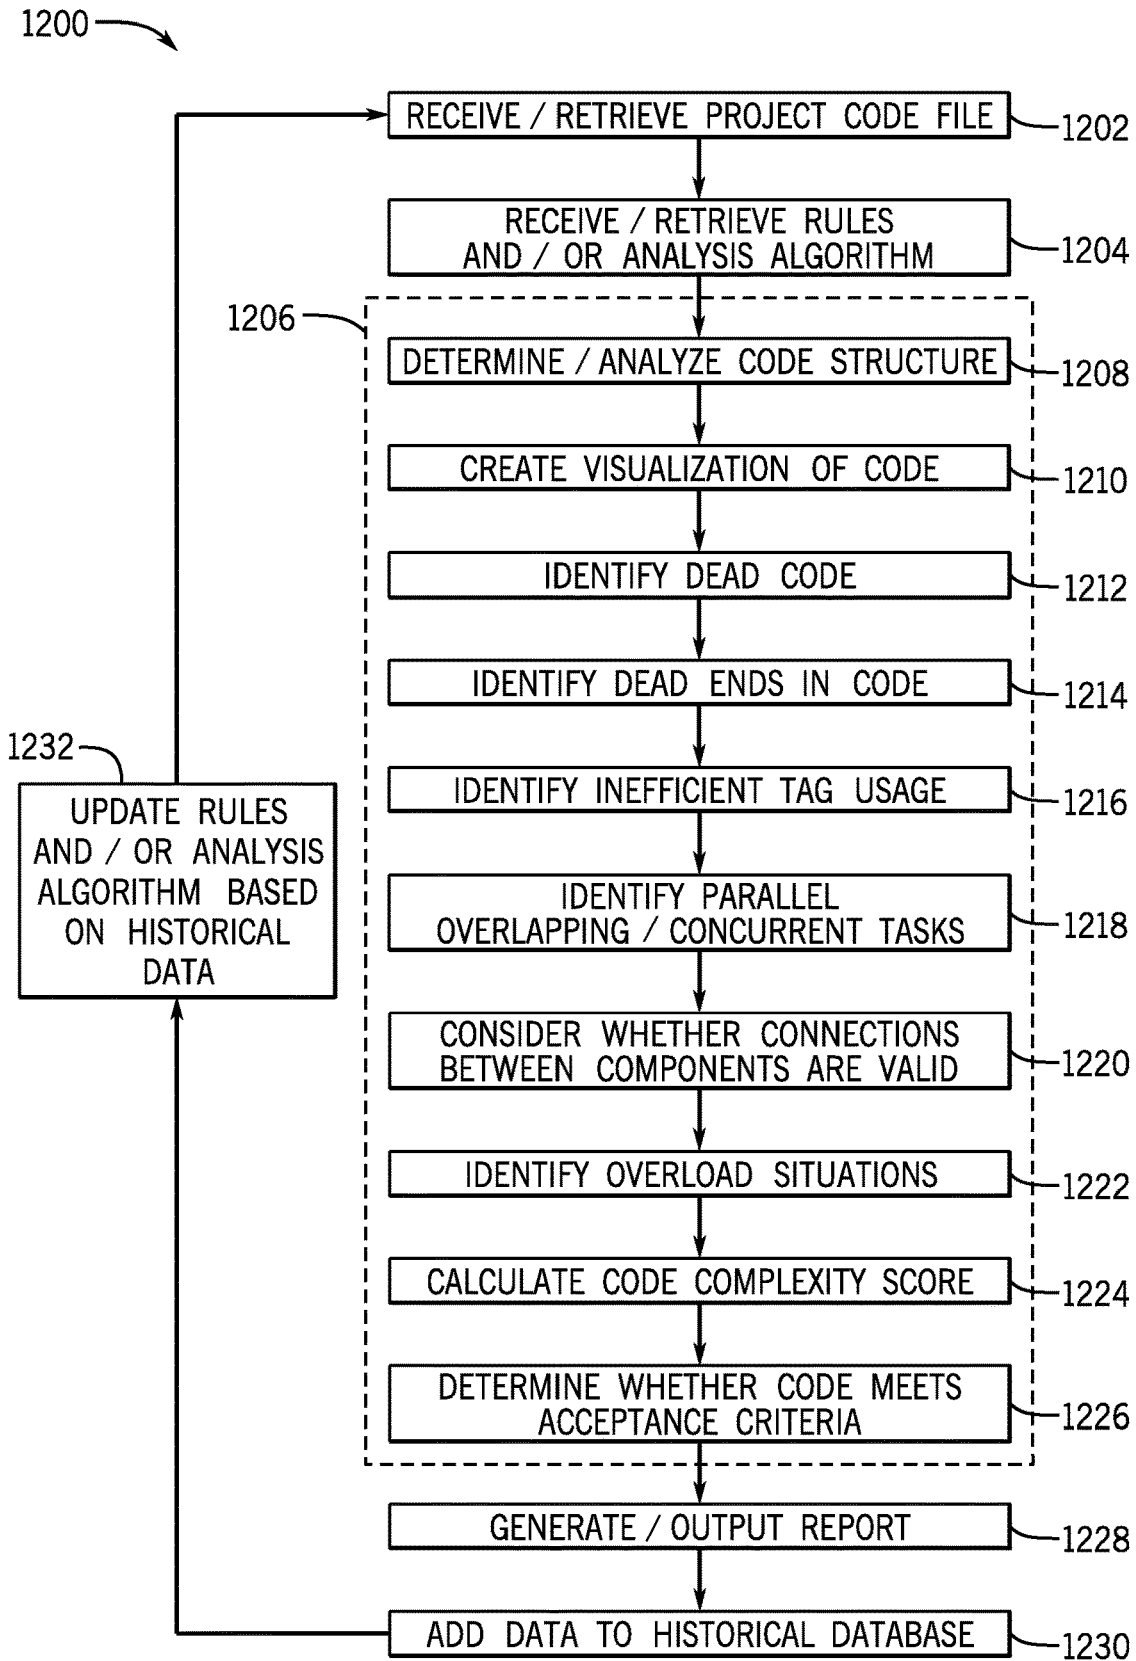 1200
RECEIVE / RETRIEVE PROJECT CODE FILE
1202
RECEIVE / RETRIEVE RULES
AND / OR ANALYSIS ALGORITHM
1204
1206
DETERMINE / ANALYZE CODE STRUCTURE
1208
CREATE VISUALIZATION OF CODE
1210
IDENTIFY DEAD CODE
1212
IDENTIFY DEAD ENDS IN CODE
1214
IDENTIFY INEFFICIENT TAG USAGE
1216
IDENTIFY PARALLEL
OVERLAPPING / CONCURRENT TASKS
1218
CONSIDER WHETHER CONNECTIONS
BETWEEN COMPONENTS ARE VALID
1220
IDENTIFY OVERLOAD SITUATIONS
1222
CALCULATE CODE COMPLEXITY SCORE
1224
DETERMINE WHETHER CODE MEETS
ACCEPTANCE CRITERIA
1226
GENERATE / OUTPUT REPORT
1228
ADD DATA TO HISTORICAL DATABASE
1230
1232
UPDATE RULES
AND / OR ANALYSIS
ALGORITHM BASED
ON HISTORICAL
DATA